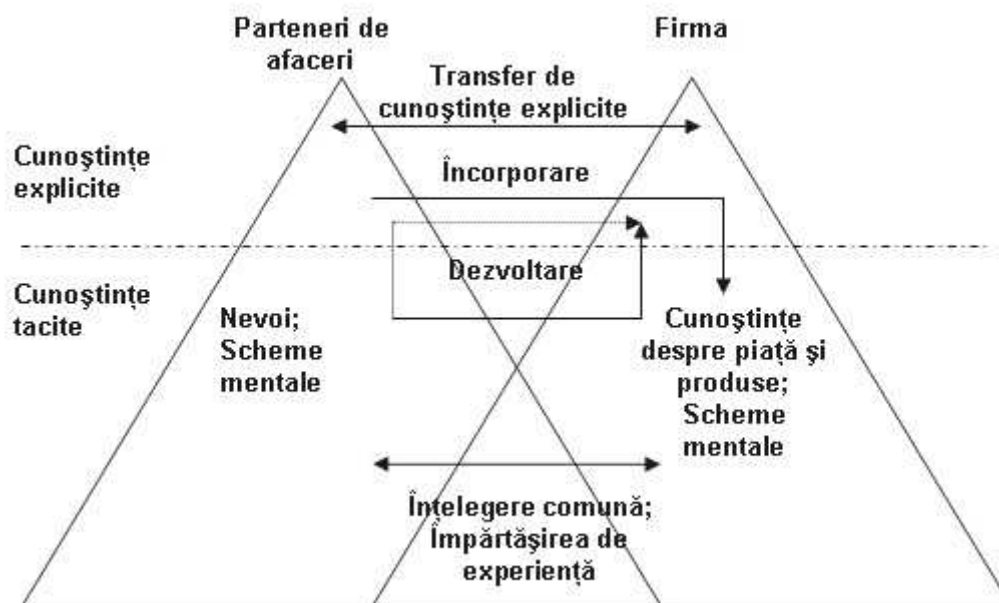 Parteneri de
afaceri
Firma
Transfer de
cunoştinţe explicite
Cunoştinţe
explicite
Încorporare
Dezvoltare
Cunoştinţe
tacite
Nevoi;
Scheme
mentale
Cunoştinţe
despre piaţă şi
produse;
Scheme
mentale
Înţelegere comună;
Împărtăşirea de
experienţă